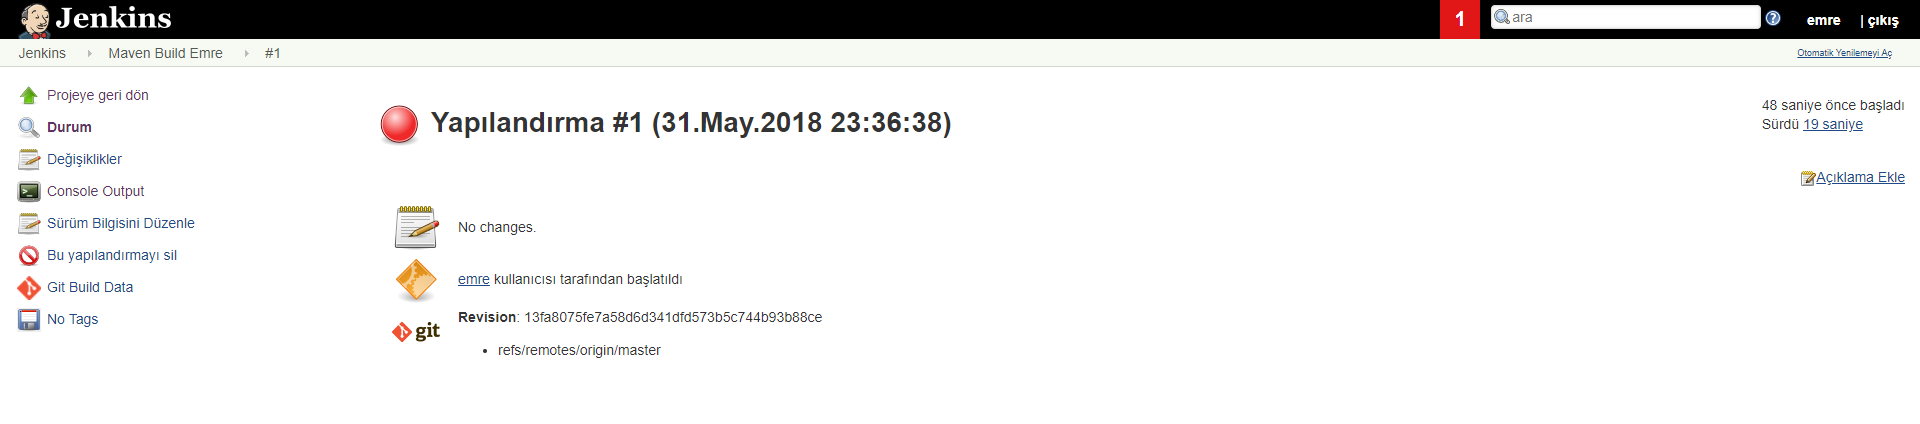 Jenkins
1
ara
emre
| çıkış
Jenkins
Maven Build Emre
#1
Otomatik Yenilemeyi Aç
Projeye geri dön
Durum
Değişiklikler
Console Output
Sürüm Bilgisini Düzenle
Bu yapılandırmayı sil
Git Build Data
No Tags
Yapılandırma #1 (31.May.2018 23:36:38)
48 saniye önce başladı
Sürdü 19 saniye
Açıklama Ekle
No changes.
emre kullanıcısı tarafından başlatıldı
git
Revision: 13fa8075fe7a58d6d341dfd573b5c744b93b88ce
• refs/remotes/origin/master